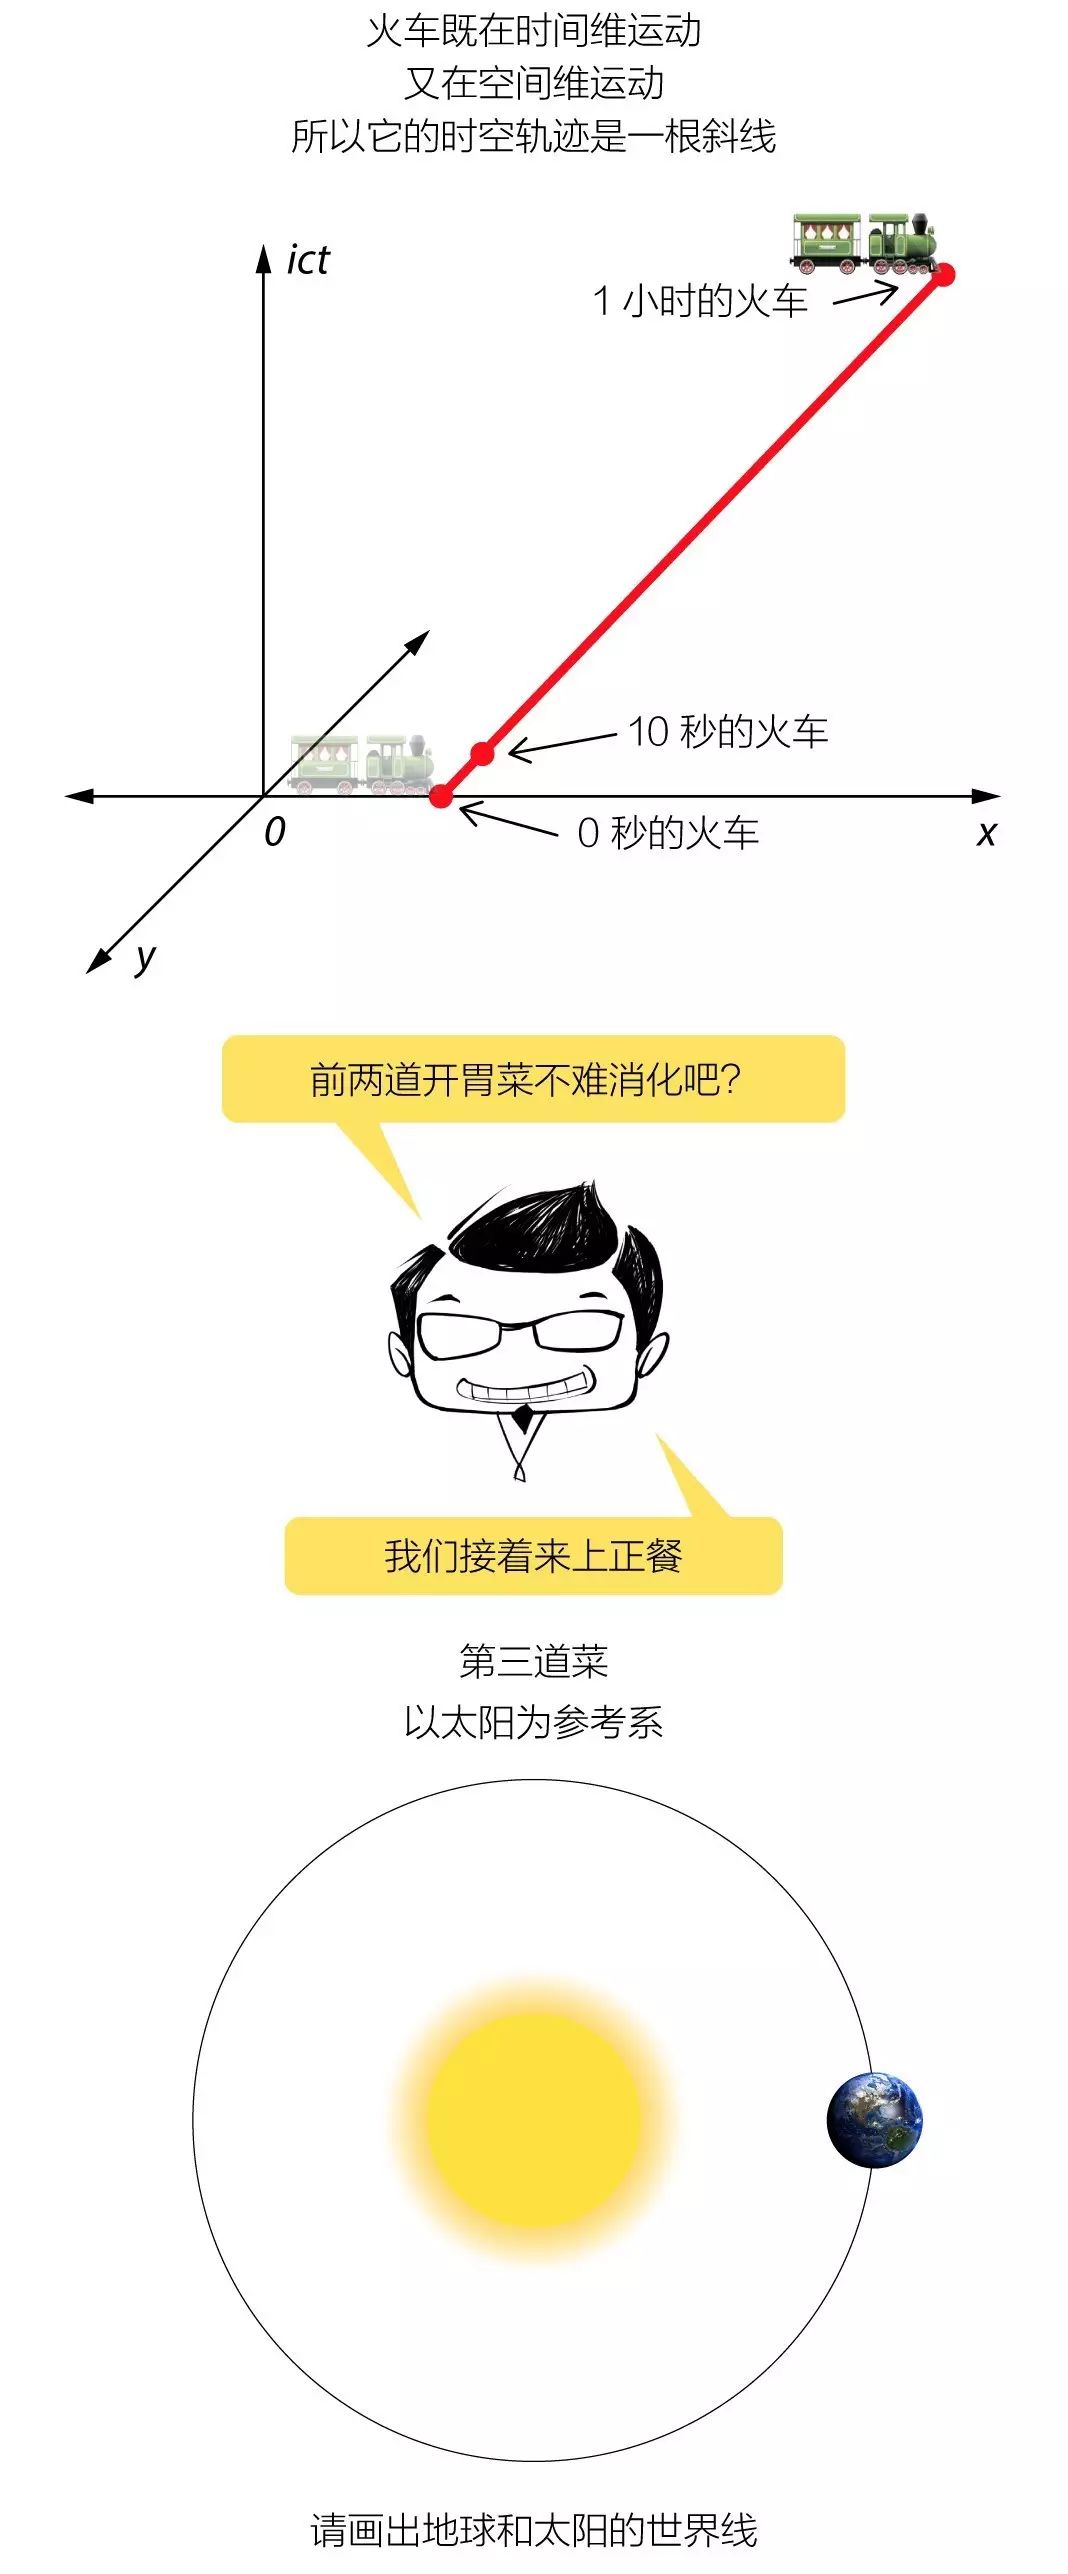 火车既在时间维运动
又在空间维运动
所以它的时空轨迹是一根斜线
ict
1 小时的火车
10 秒的火车
0 秒的火车
0
x
y
前两道开胃菜不难消化吧？
我们接着来上正餐
第三道菜
以太阳为参考系
请画出地球和太阳的世界线